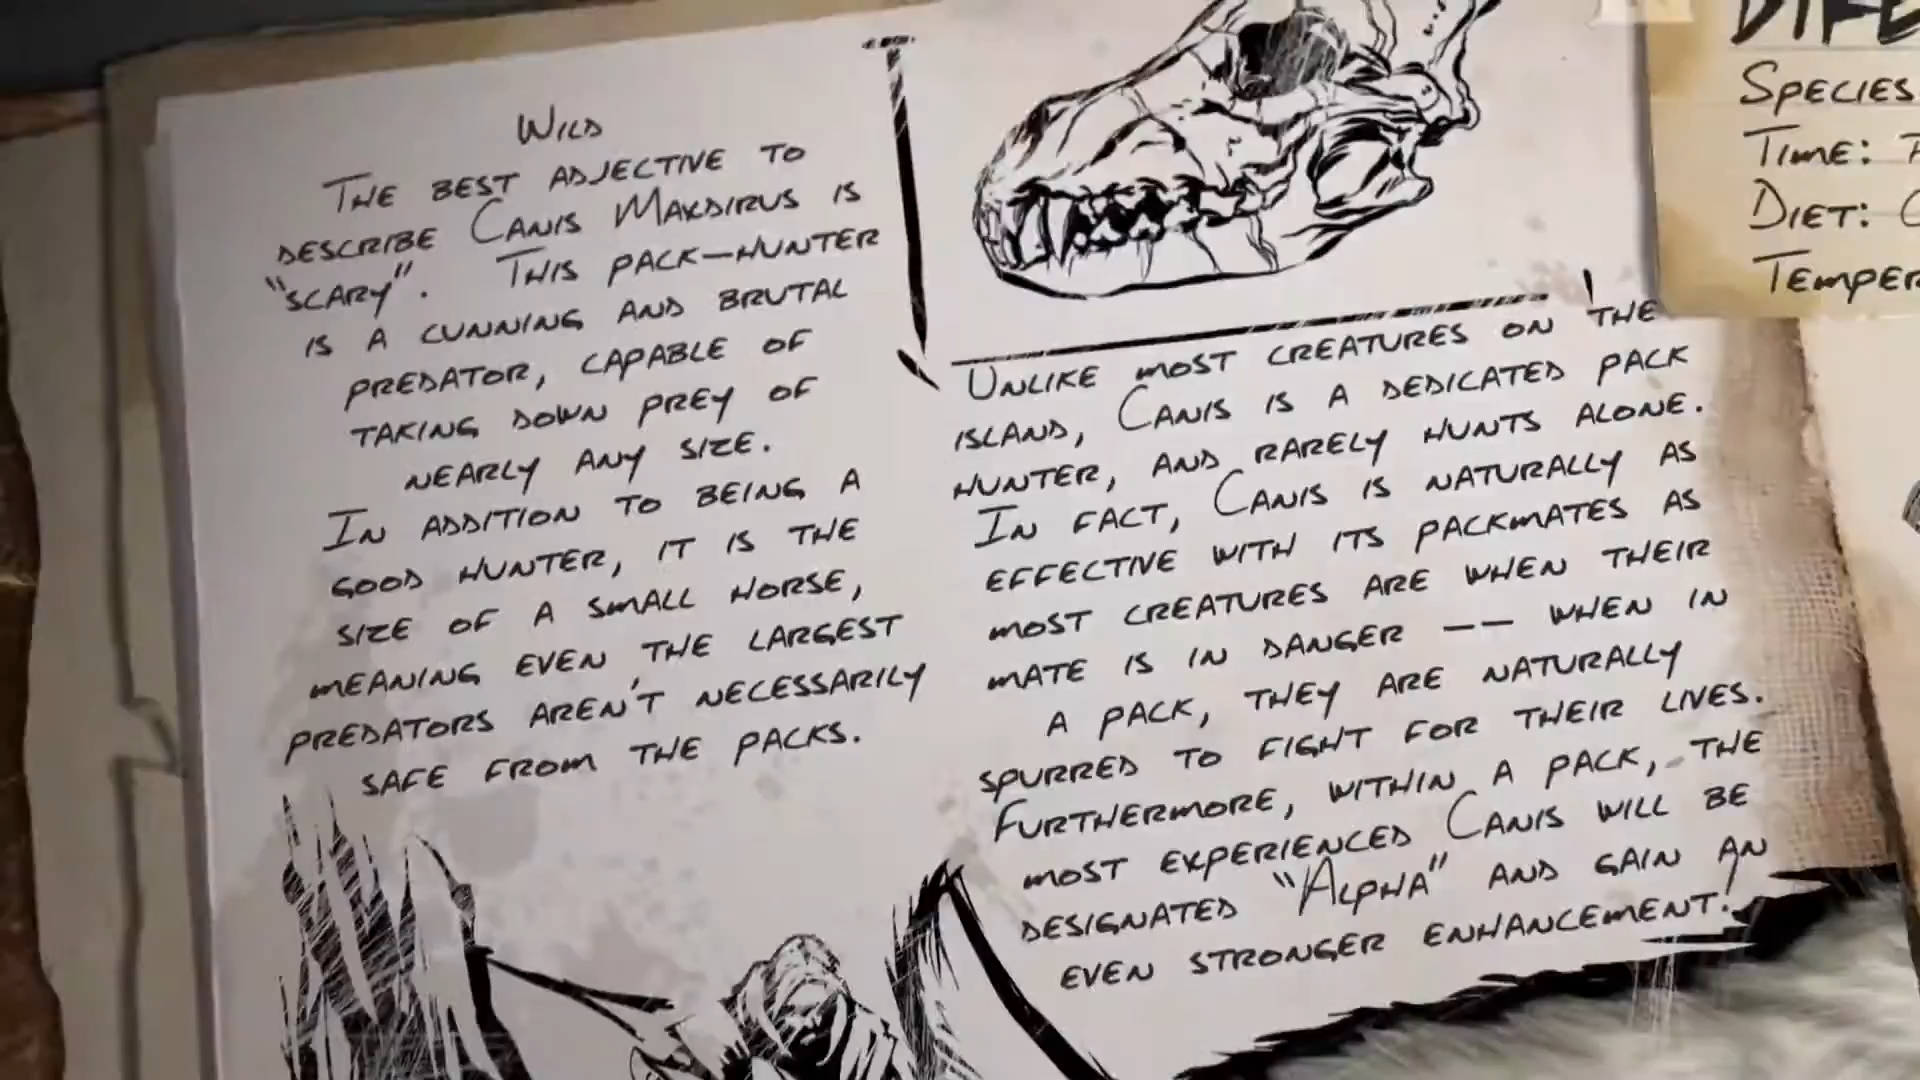 Wild
The best adjective to
describe Canis Maxdirus is
"scary". This pack-hunter
is a cunning and brutal
predator, capable of
taking down prey of
nearly any size.
In addition to being a
good hunter, it is the
size of a small horse,
meaning even the largest
predators aren't necessarily
safe from the packs.
Unlike most creatures on the
island, Canis is a dedicated pack
hunter, and rarely hunts alone.
In fact, Canis is naturally as
effective with its packmates as
most creatures are when their
mate is in danger -- when in
a pack, they are naturally
spurred to fight for their lives.
Furthermore, within a pack, the
most experienced Canis will be
designated "Alpha" and gain an
even stronger enhancement!
Species
Time:
Diet: